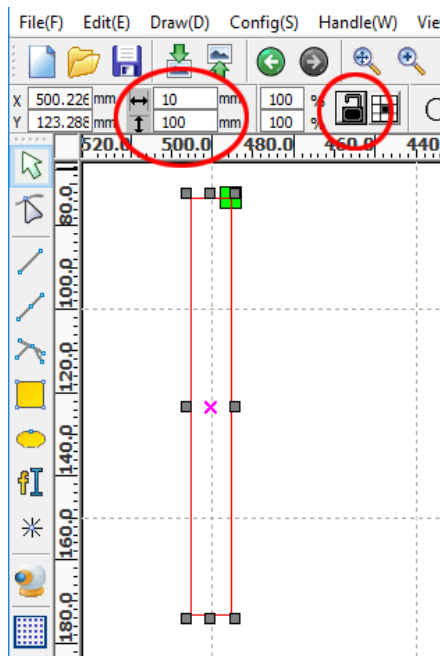 File(F) Edit(E) Draw(D) Config(S) Handle(W) Vie
X 500.226 mm 10 mm 100 %
Y 123.288 mm 100 mm 100 %
520.0 500.0 480.0 460.0 440
80.0
100.0
120.0
140.0
160.0
180.0